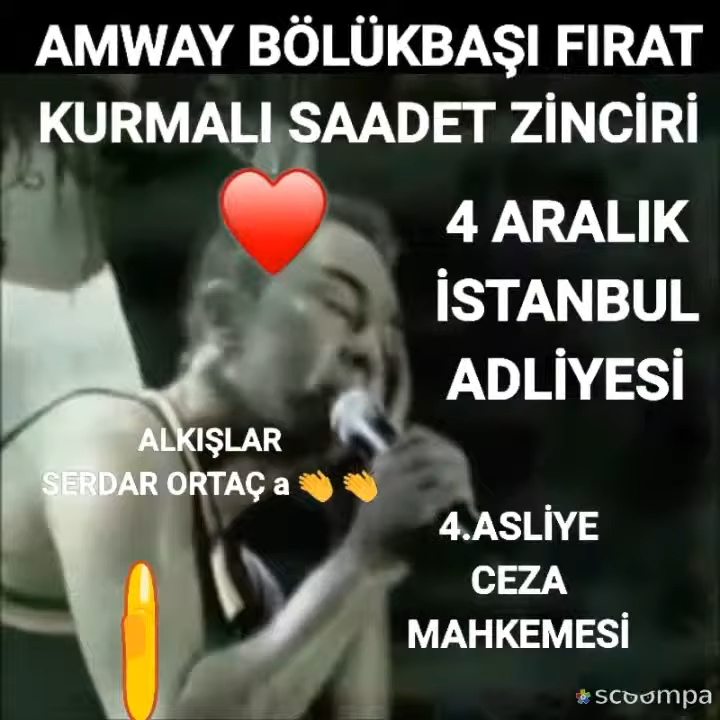 AMWAY BÖLÜKBAŞI FIRAT
KURMALI SAADET ZİNCİRİ
4 ARALIK
İSTANBUL
ADLİYESİ
ALKIŞLAR
SERDAR ORTAÇ a 👏 👏
4.ASLİYE
CEZA
MAHKEMESİ
scoompa